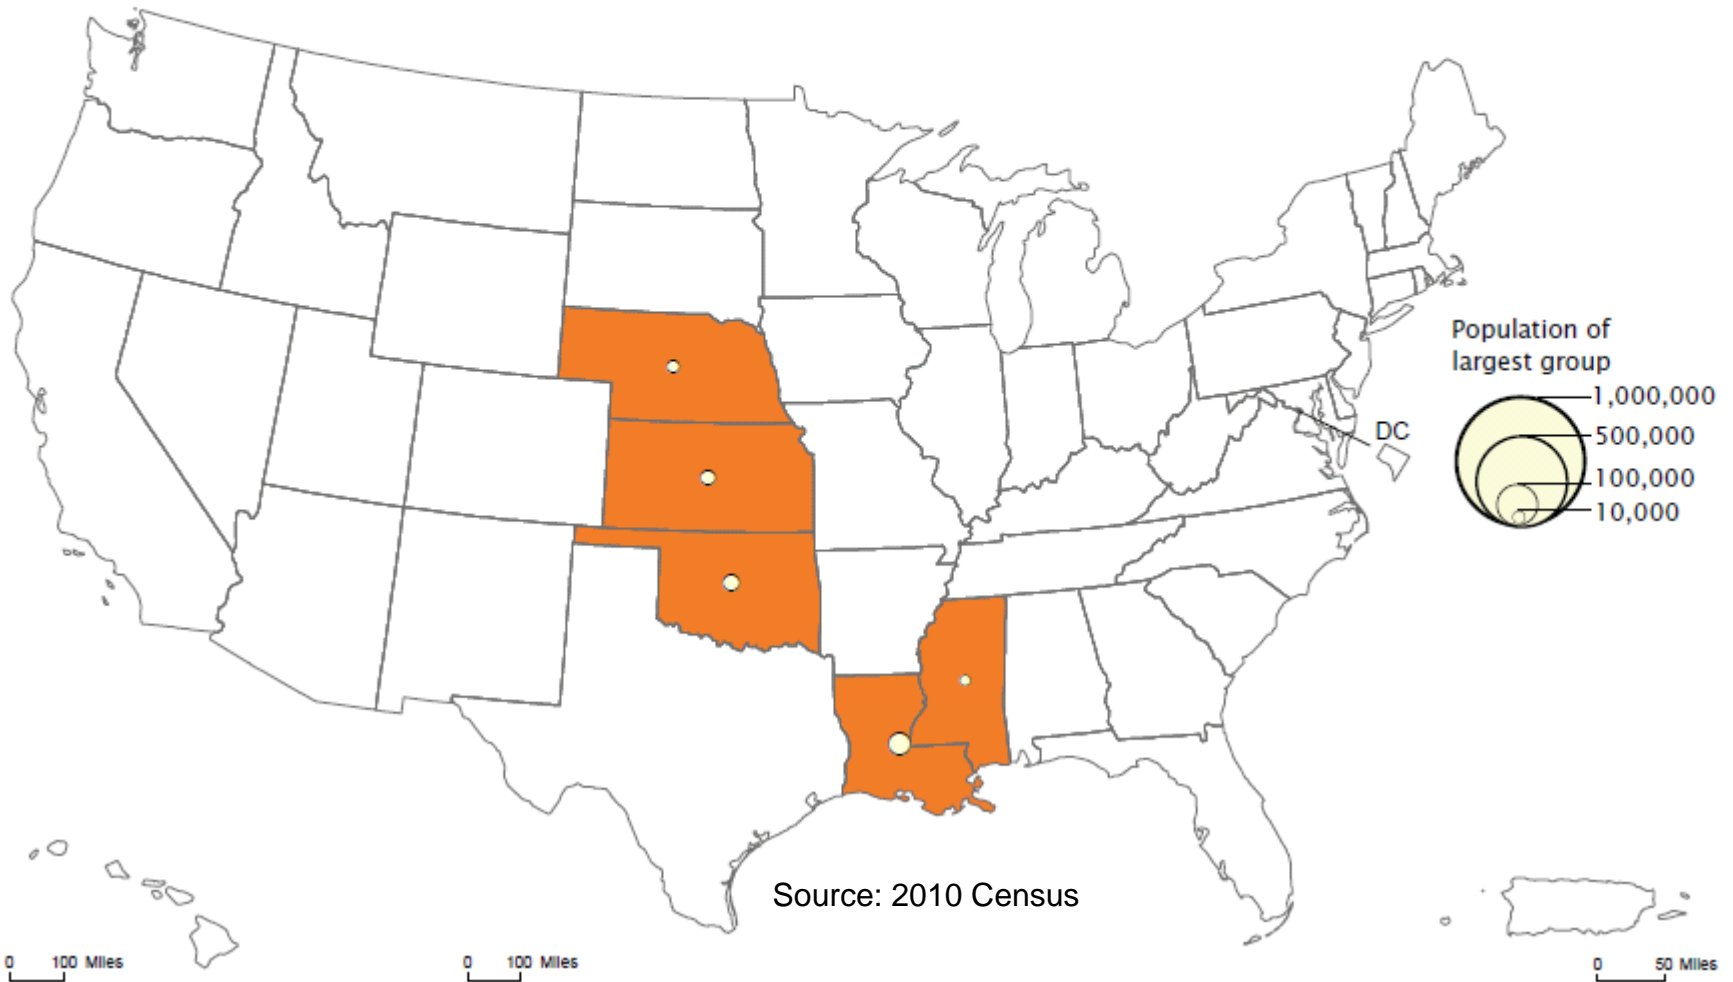 Population of
largest group
1,000,000
500,000
100,000
10,000
DC
Source: 2010 Census
0 100 Miles
0 100 Miles
0 50 Miles